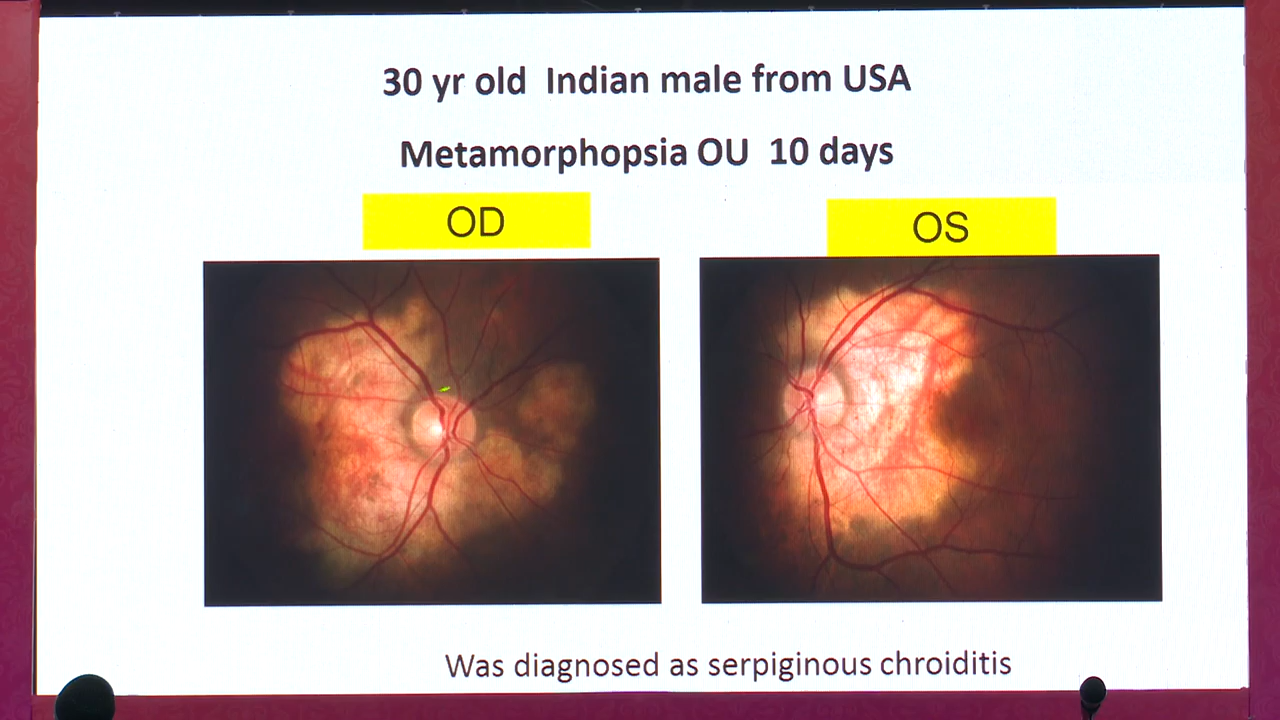 30 yr old Indian male from USA
Metamorphopsia OU 10 days
OD
OS
Was diagnosed as serpiginous chroiditis